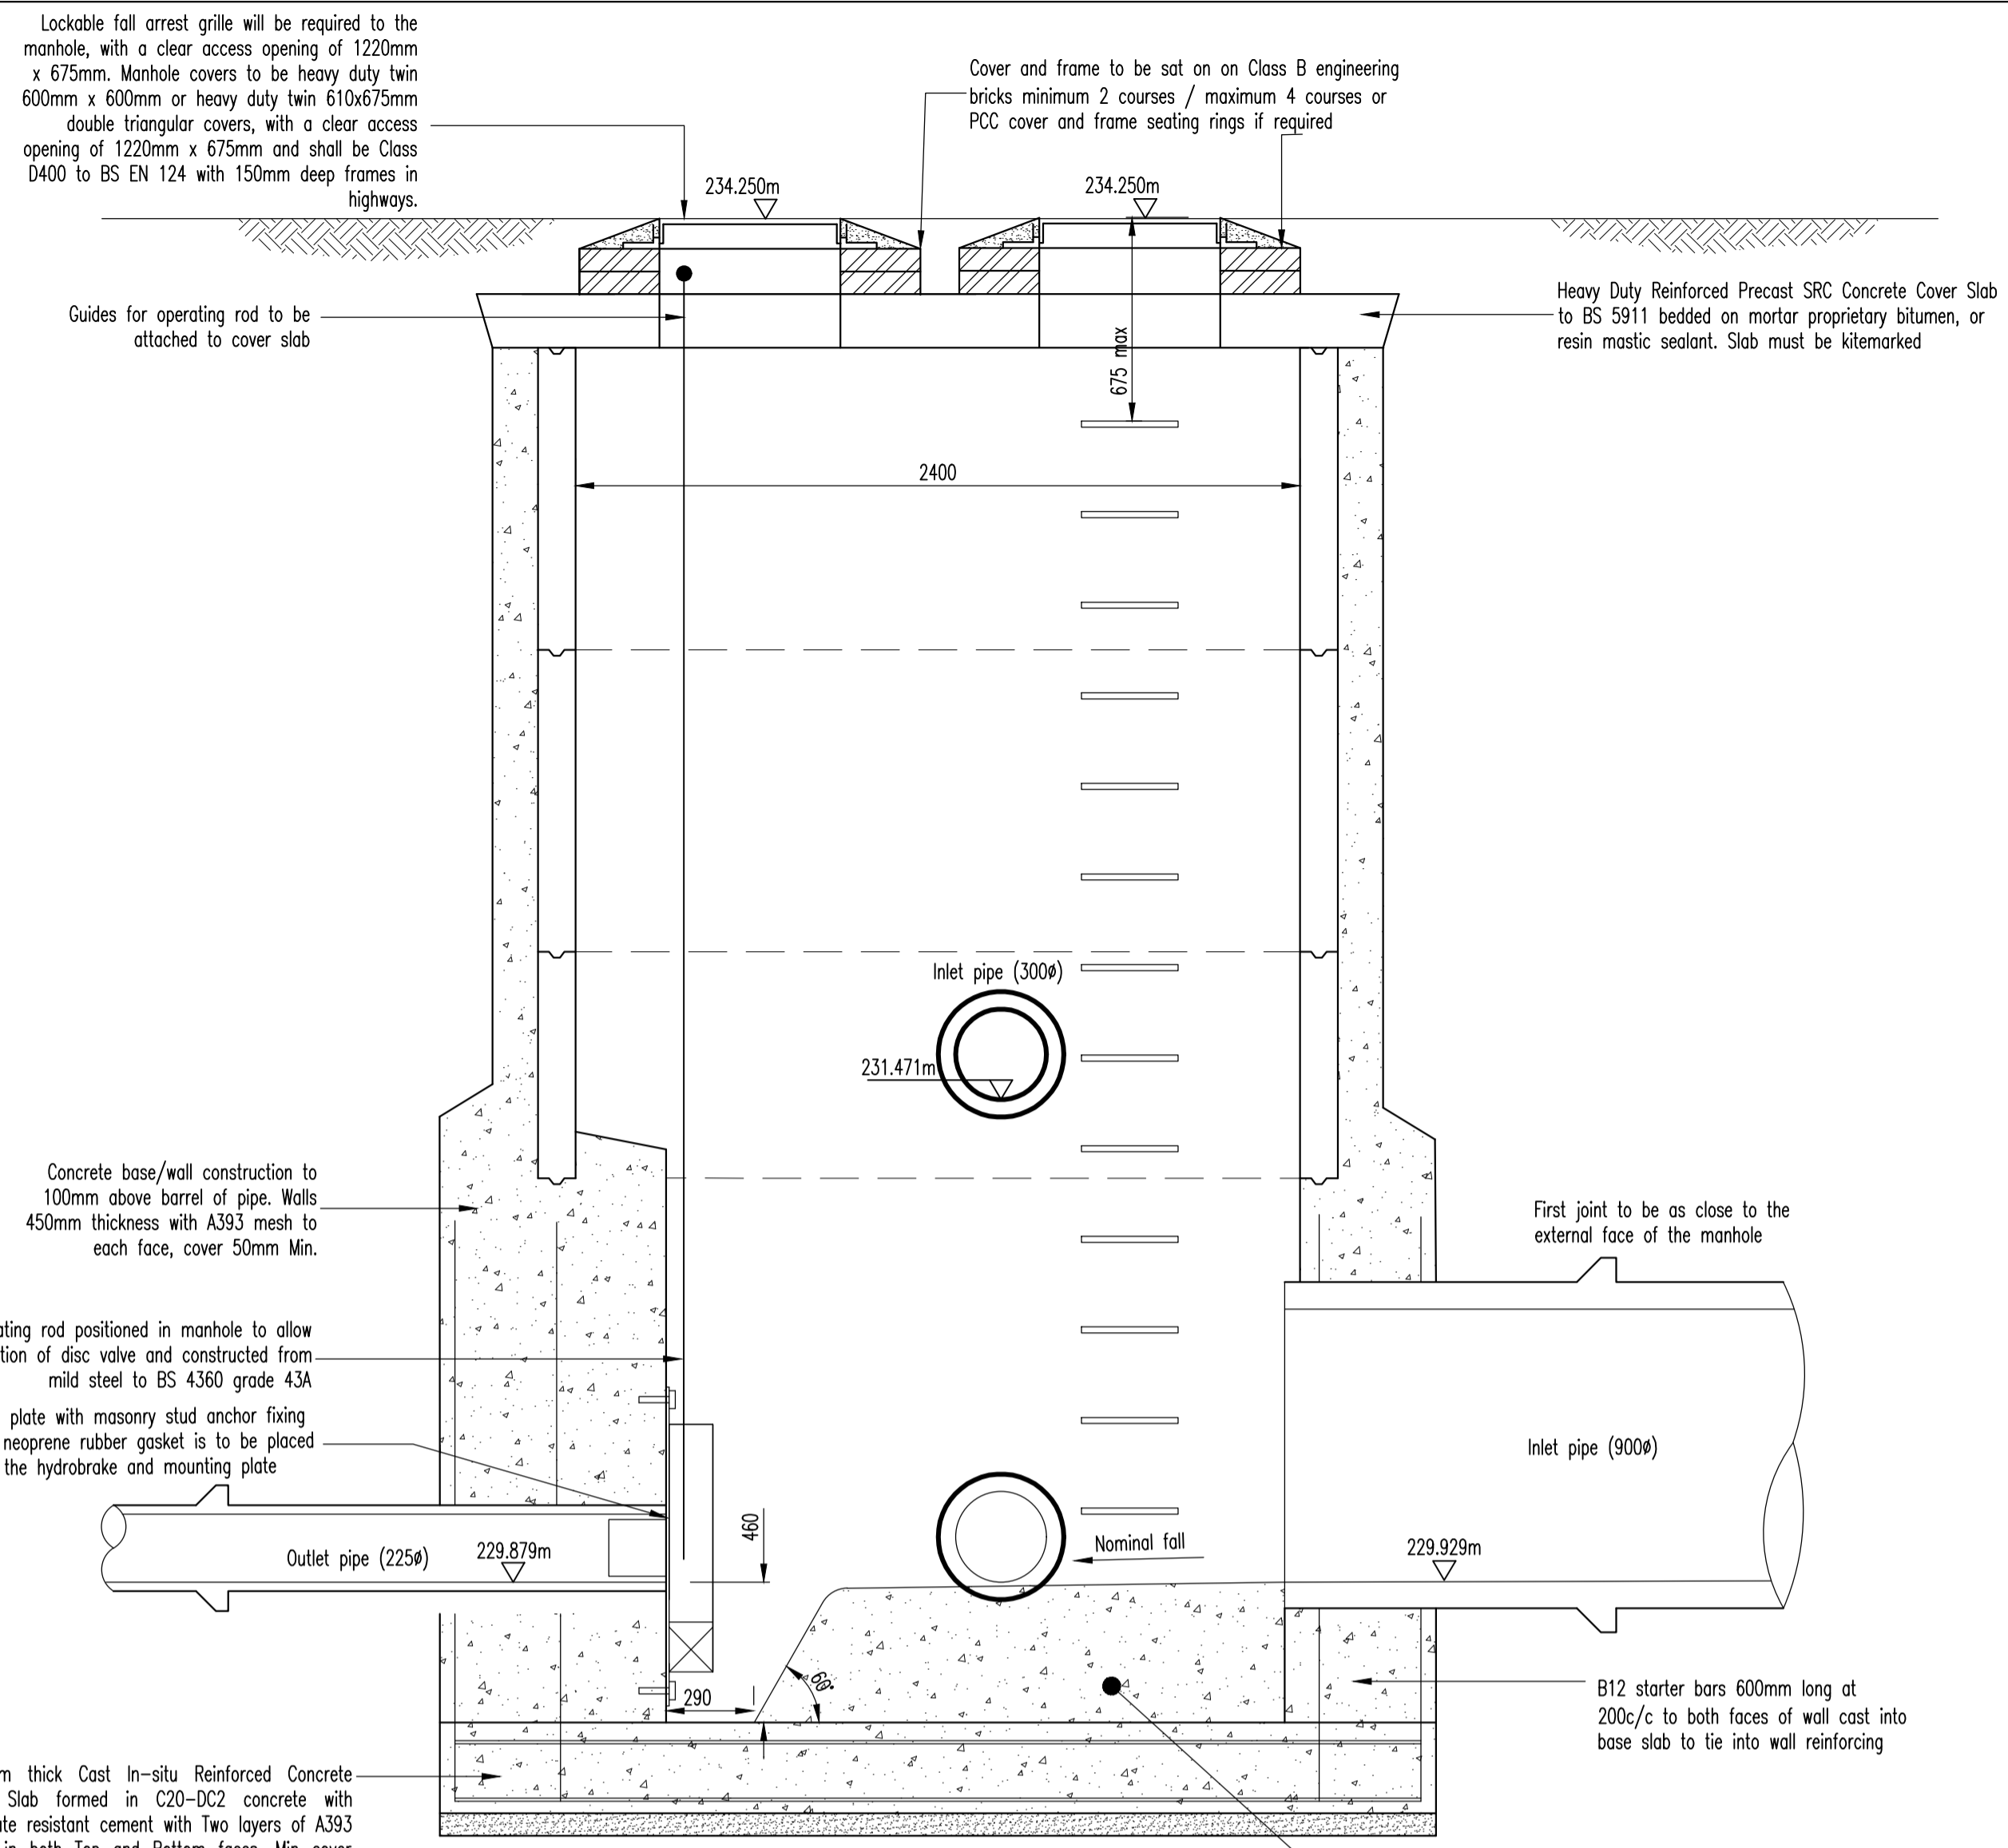 Lockable fall arrest grille will be required to the
manhole, with a clear access opening of 1220mm
x 675mm. Manhole covers to be heavy duty twin
600mm x 600mm or heavy duty twin 610x675mm
double triangular covers, with a clear access
opening of 1220mm x 675mm and shall be Class
D400 to BS EN 124 with 150mm deep frames in
highways.
Cover and frame to be sat on on Class B engineering
bricks minimum 2 courses / maximum 4 courses or
PCC cover and frame seating rings if required
234.250m
234.250m
Guides for operating rod to be
attached to cover slab
Heavy Duty Reinforced Precast SRC Concrete Cover Slab
to BS 5911 bedded on mortar proprietary bitumen, or
resin mastic sealant. Slab must be kitemarked
675 max
2400
Inlet pipe (300ø)
231.471m
Concrete base/wall construction to
100mm above barrel of pipe. Walls
450mm thickness with A393 mesh to
each face, cover 50mm Min.
First joint to be as close to the
external face of the manhole
ating rod positioned in manhole to allow
tion of disc valve and constructed from
mild steel to BS 4360 grade 43A
plate with masonry stud anchor fixing
neoprene rubber gasket is to be placed
the hydrobrake and mounting plate
Inlet pipe (900ø)
460
Outlet pipe (225ø)
229.879m
Nominal fall
229.929m
60°
290
B12 starter bars 600mm long at
200c/c to both faces of wall cast into
base slab to tie into wall reinforcing
m thick Cast In-situ Reinforced Concrete
Slab formed in C20-DC2 concrete with
ate resistant cement with Two layers of A393
in both Top and Bottom faces. Min cover